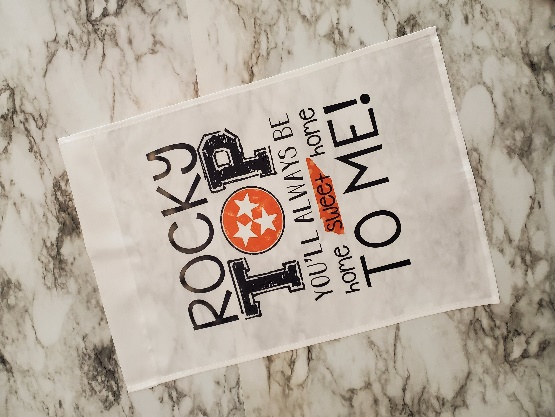 ROCKY
TOP
YOU'LL ALWAYS BE
home sweet home
TO ME!